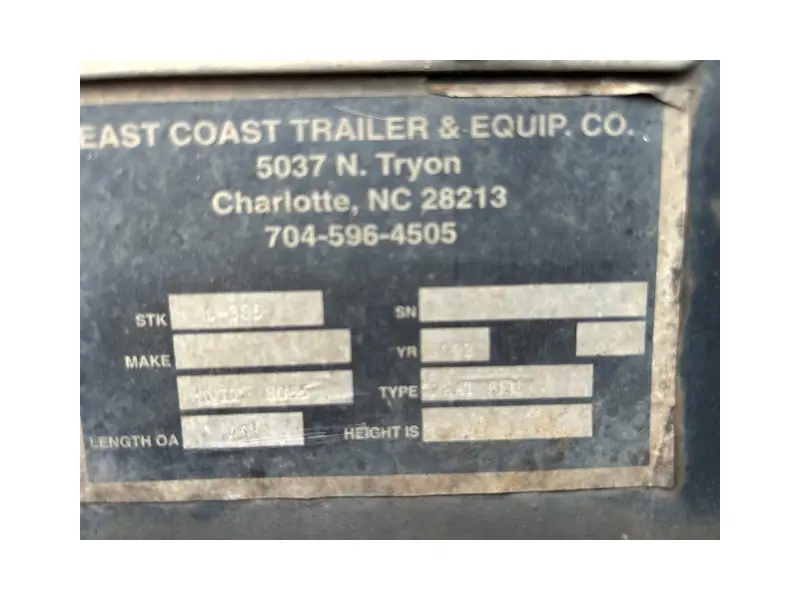 EAST COAST TRAILER & EQUIP. CO.
5037 N. Tryon
Charlotte, NC 28213
704-596-4505
STK SN
MAKE YR
TYPE
LENGTH OA HEIGHT IS